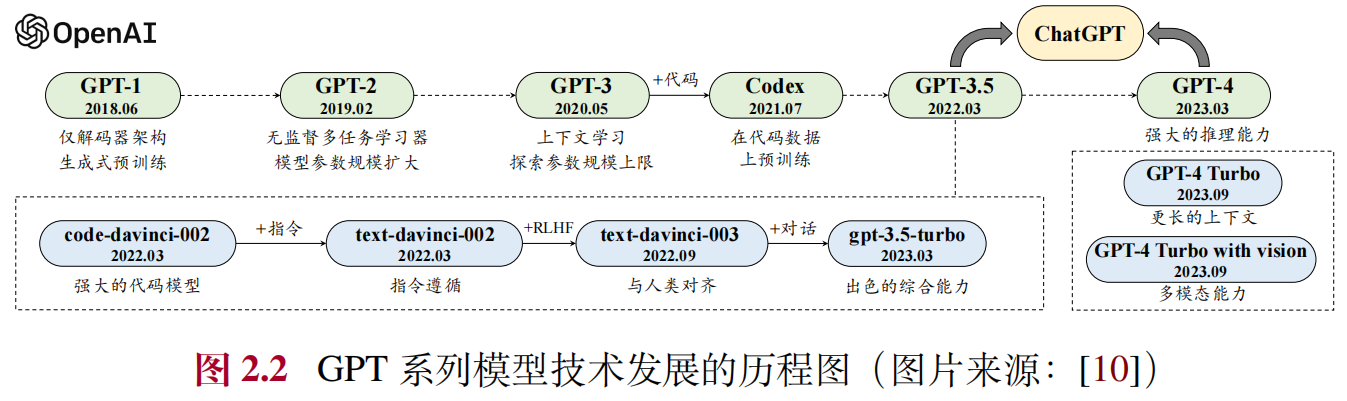 OpenAI
ChatGPT
GPT-1
2018.06
仅解码器架构
生成式预训练
GPT-2
2019.02
无监督多任务学习器
模型参数规模扩大
GPT-3
2020.05
上下文学习
探索参数规模上限
+代码
Codex
2021.07
在代码数据
上预训练
GPT-3.5
2022.03
GPT-4
2023.03
强大的推理能力
code-davinci-002
2022.03
强大的代码模型
+指令
text-davinci-002
2022.03
指令遵循
+RLHF
text-davinci-003
2022.09
与人类对齐
+对话
gpt-3.5-turbo
2023.03
出色的综合能力
GPT-4 Turbo
2023.09
更长的上下文
GPT-4 Turbo with vision
2023.09
多模态能力
图 2.2 GPT 系列模型技术发展的历程图（图片来源：[10]）